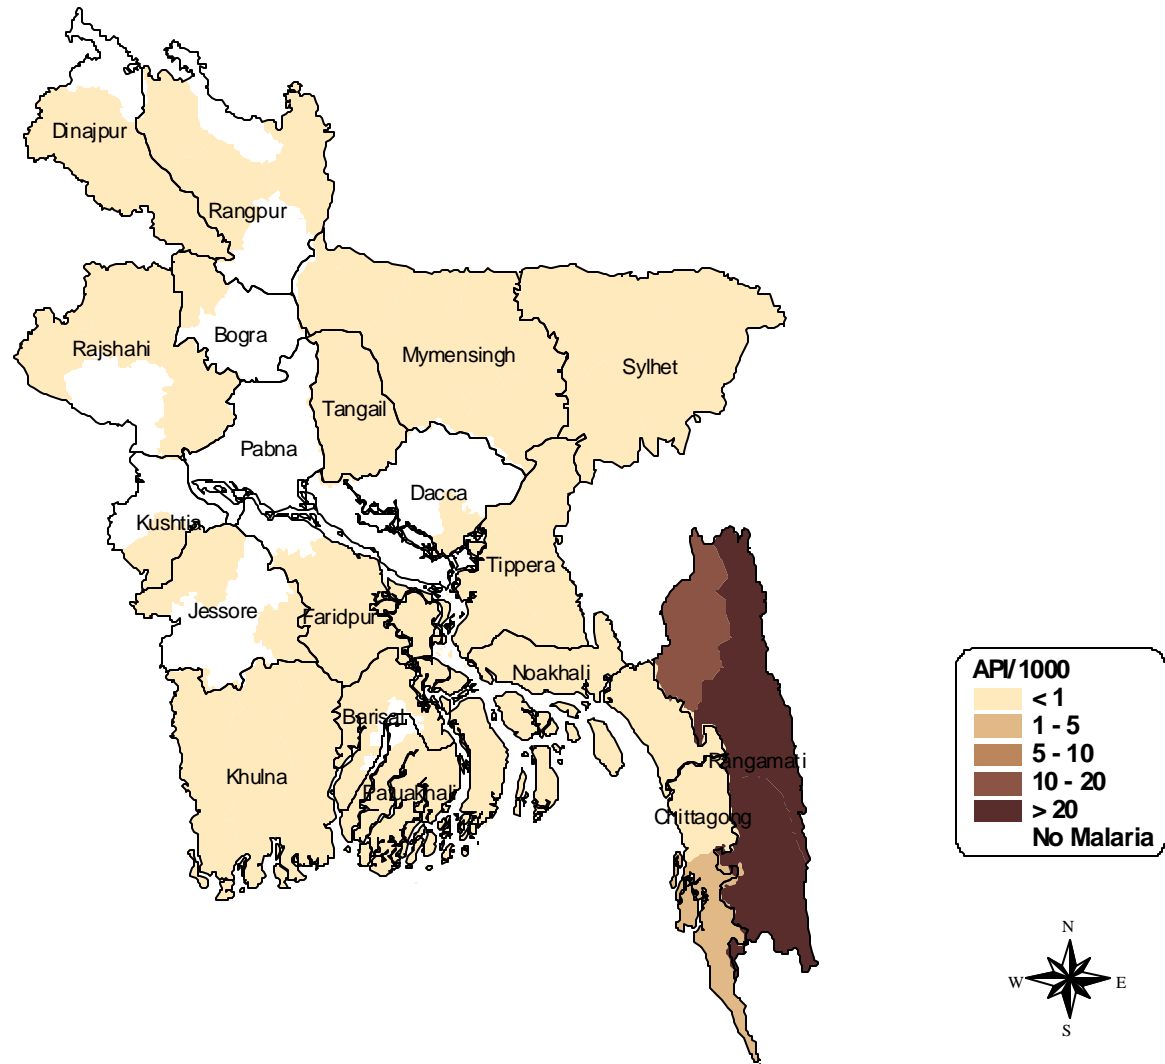 Dinajpur
Rangpur
Bogra
Rajshahi
Mymensingh
Sylhet
Tangail
Pabna
Dacca
Kushtia
Tippera
Jessore
Faridpur
Noakhali
Barisal
Rangamati
Khulna
Patuakhali
Chittagong
API/1000
< 1
1 - 5
5 - 10
10 - 20
> 20
No Malaria
N
W
E
S